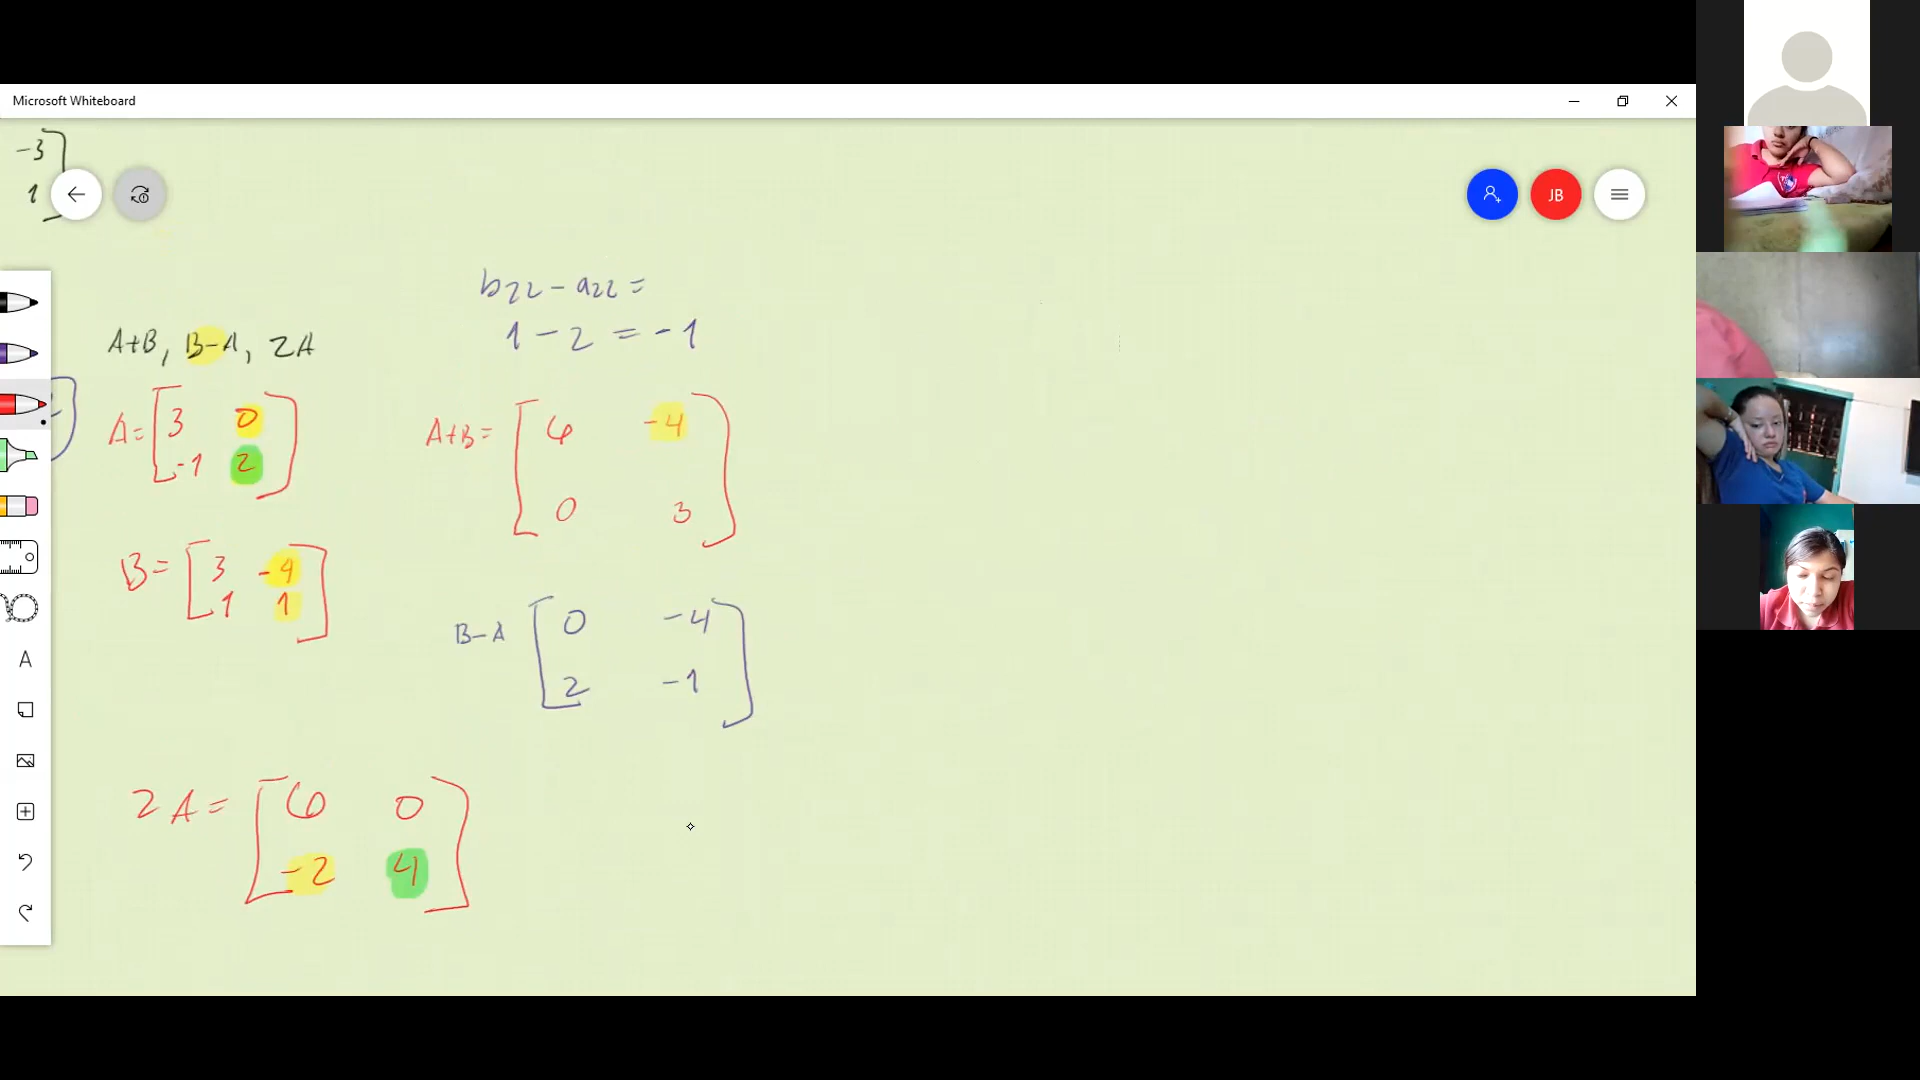 Microsoft Whiteboard
-3
1
JB
b22 - a22 =
1 - 2 = -1
A+B, B-A, 2A
A= [3 0
-1 2]
A+B= [6 -4
0 3]
B= [3 -4
1 1]
B-A [0 -4
2 -1]
2A= [6 0
-2 4]
A